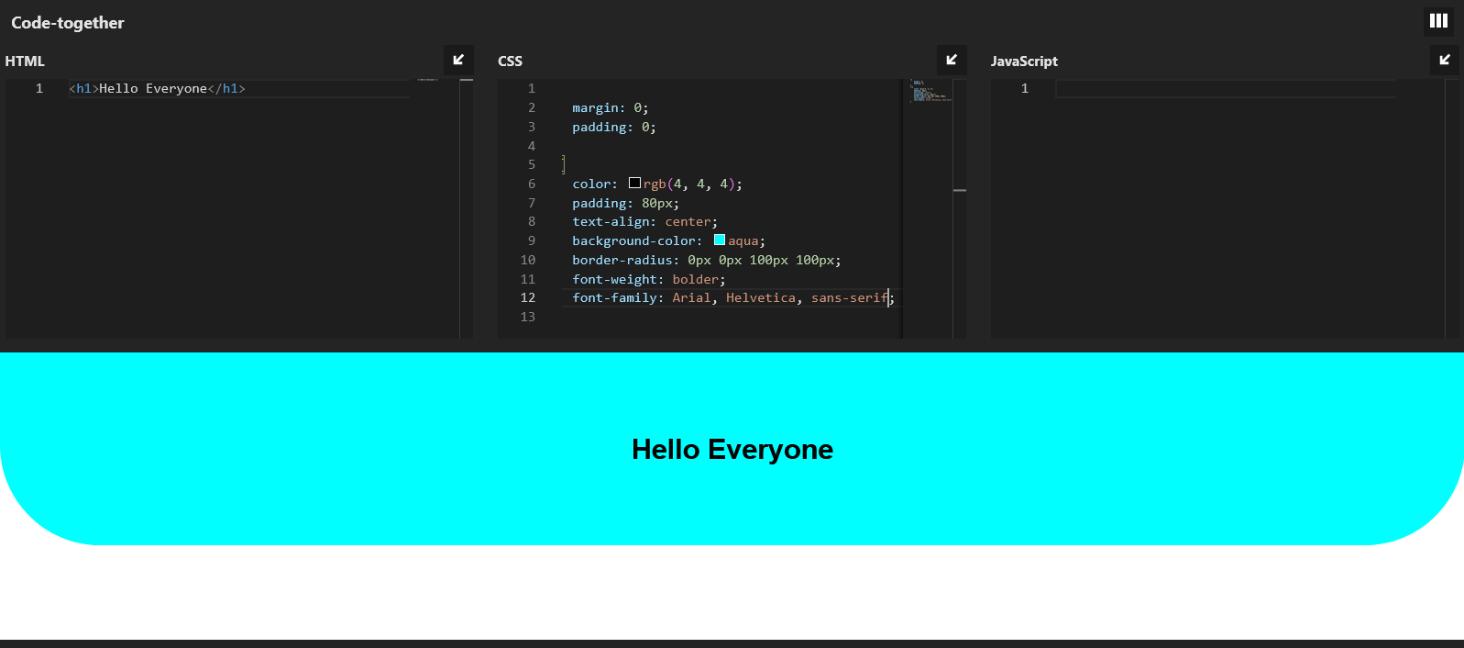 Code-together
HTML
1 <h1>Hello Everyone</h1>
CSS
1
2 margin: 0;
3 padding: 0;
4
5 }
6 color: rgb(4, 4, 4);
7 padding: 80px;
8 text-align: center;
9 background-color: aqua;
10 border-radius: 0px 0px 100px 100px;
11 font-weight: bolder;
12 font-family: Arial, Helvetica, sans-serif;
13
JavaScript
1
Hello Everyone